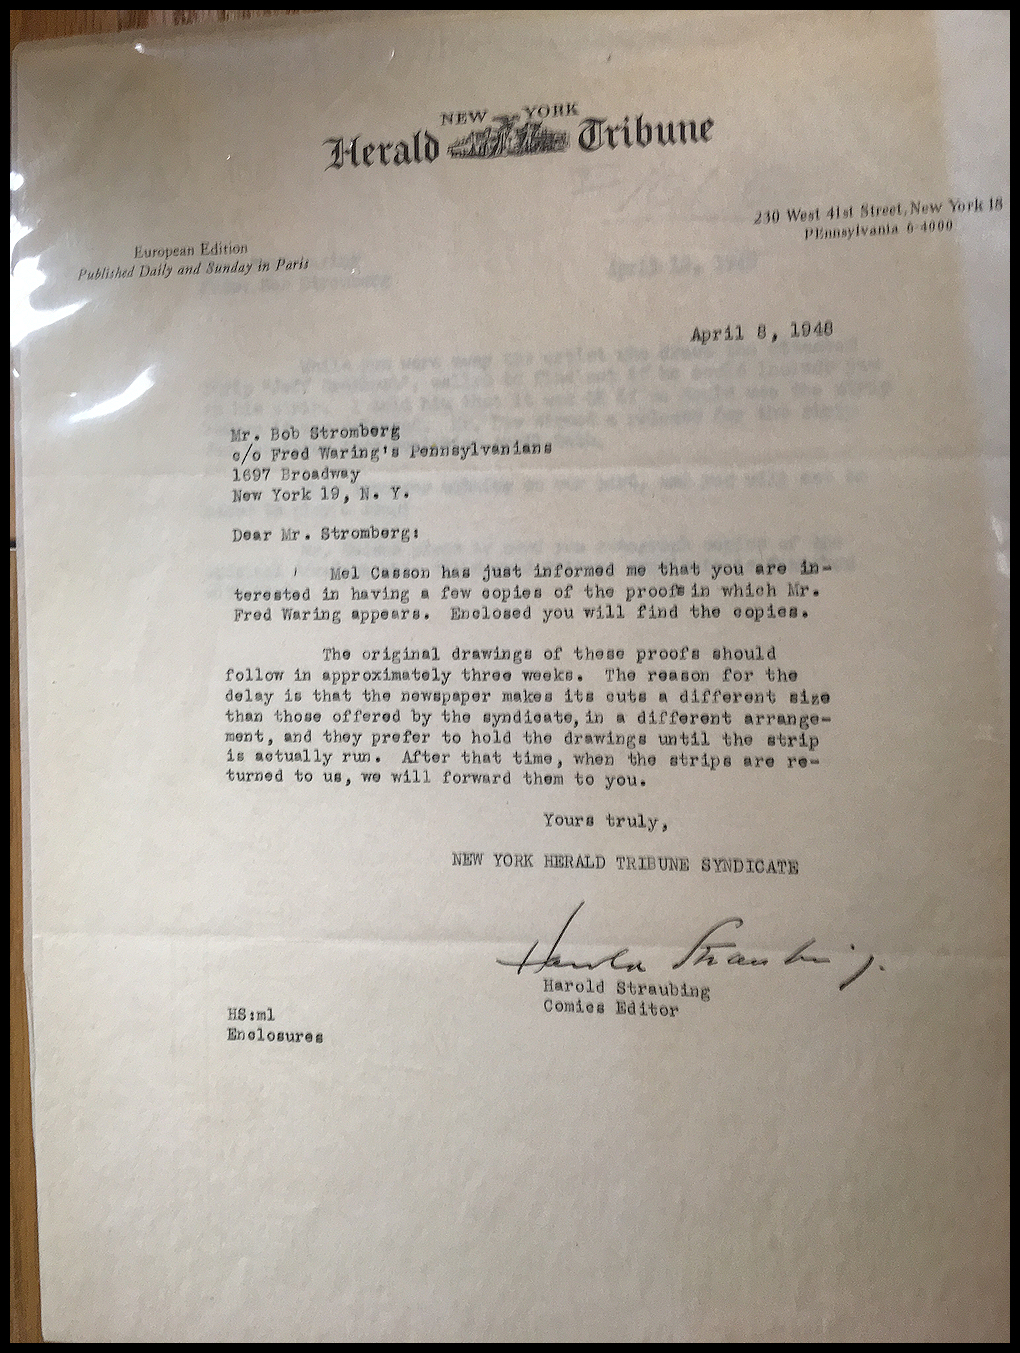 NEW YORK
Herald Tribune
230 West 41st Street, New York 18
PEnnsylvania 6-4000
European Edition
Published Daily and Sunday in Paris
April 8, 1948
Mr. Bob Stromberg
c/o Fred Waring's Pennsylvanians
1697 Broadway
New York 19, N. Y.
Dear Mr. Stromberg:
Mel Casson has just informed me that you are in-
terested in having a few copies of the proofs in which Mr.
Fred Waring appears. Enclosed you will find the copies.
The original drawings of these proofs should
follow in approximately three weeks. The reason for the
delay is that the newspaper makes its cuts a different size
than those offered by the syndicate, in a different arrange-
ment, and they prefer to hold the drawings until the strip
is actually run. After that time, when the strips are re-
turned to us, we will forward them to you.
Yours truly,
NEW YORK HERALD TRIBUNE SYNDICATE
Harold Straubing
Harold Straubing
Comics Editor
HS:ml
Enclosures